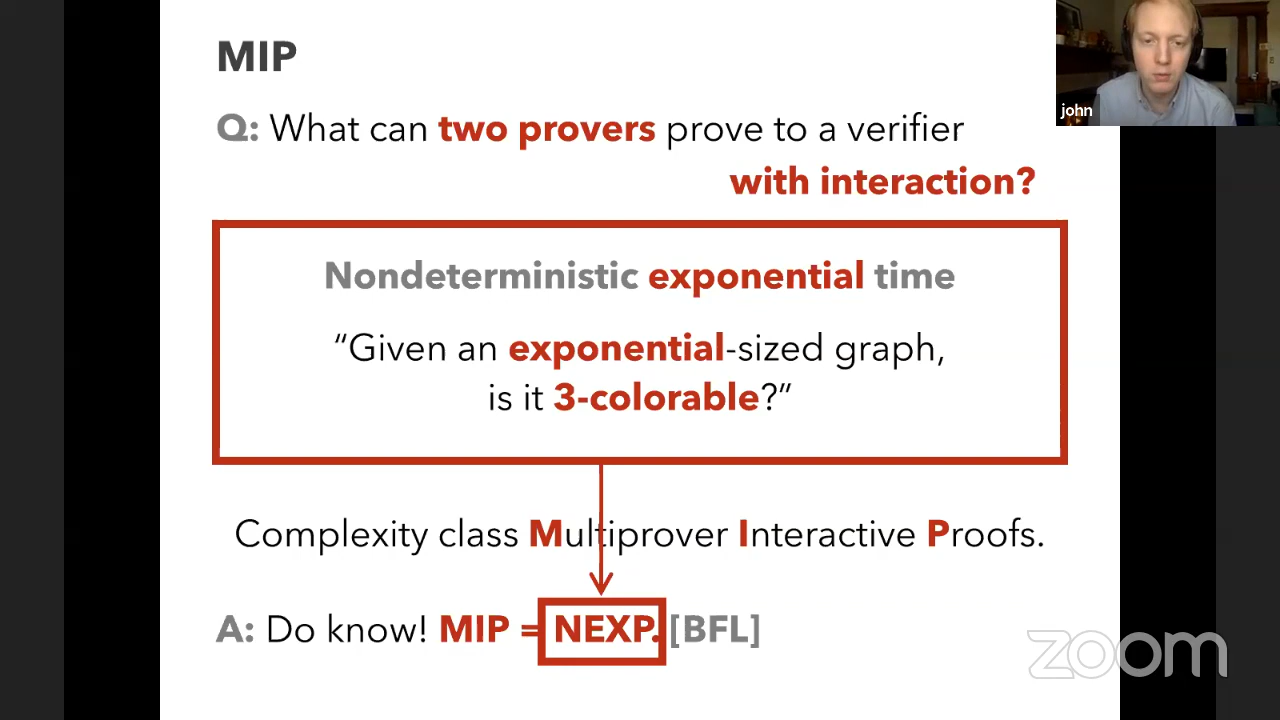 MIP
Q: What can two provers prove to a verifier
with interaction?
Nondeterministic exponential time
“Given an exponential-sized graph,
is it 3-colorable?”
Complexity class Multiprover Interactive Proofs.
A: Do know! MIP = NEXP. [BFL]
john
zoom